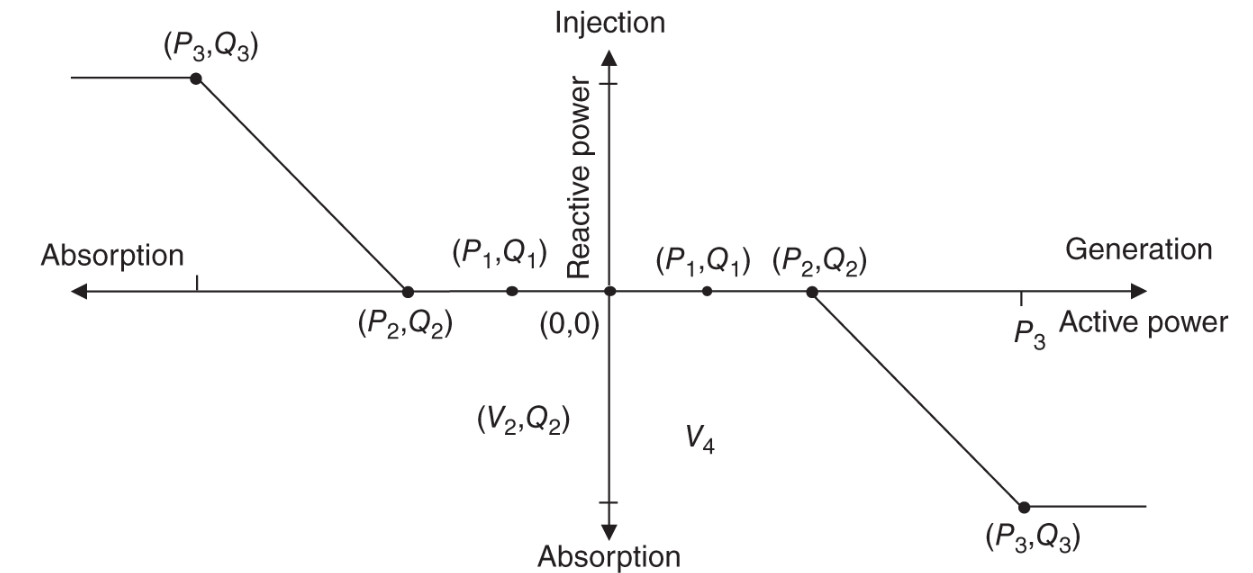 Injection
(P3,Q3)
Reactive power
Absorption
(P1,Q1)
(P1,Q1)
(P2,Q2)
Generation
(P2,Q2)
(0,0)
P3
Active power
(V2,Q2)
V4
(P3,Q3)
Absorption